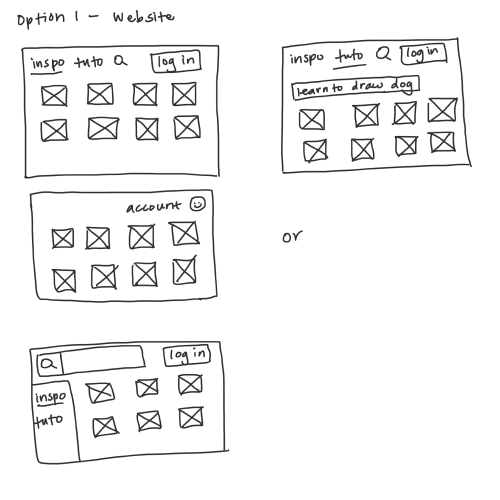 Option 1 - Website
inspo tuto log in
inspo tuto log in
learn to draw dog
account
or
log in
inspo
tuto